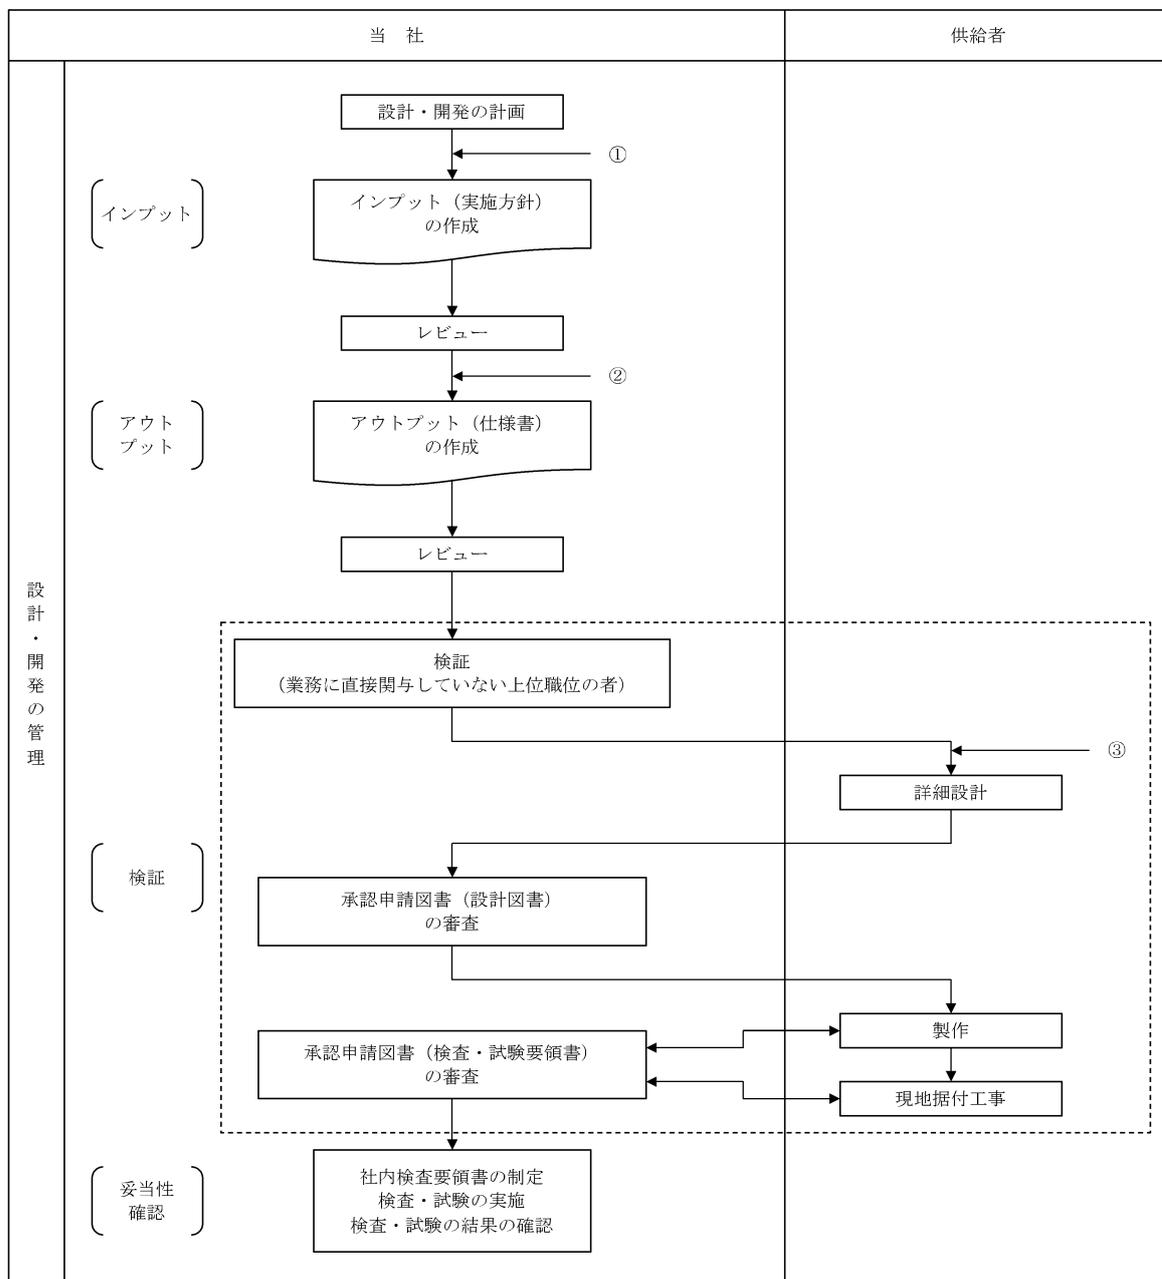 当　社
供給者
設計・開発の計画
①
インプット
インプット（実施方針）
の作成
レビュー
②
アウト
プット
アウトプット（仕様書）
の作成
レビュー
設計・開発の管理
検証
（業務に直接関与していない上位職位の者）
③
詳細設計
検証
承認申請図書（設計図書）
の審査
製作
承認申請図書（検査・試験要領書）
の審査
現地据付工事
妥当性
確認
社内検査要領書の制定
検査・試験の実施
検査・試験の結果の確認